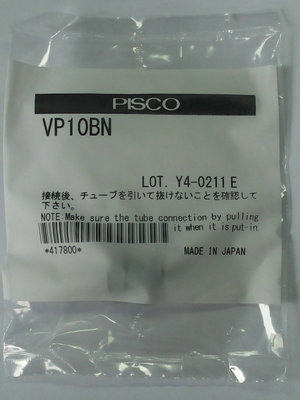 PISCO
VP10BN
LOT. Y4-0211 E
接続後、チューブを引いて抜けないことを確認して
下さい。
NOTE:Make sure the tube connection by pulling
it when it is put-in
*417800*
MADE IN JAPAN